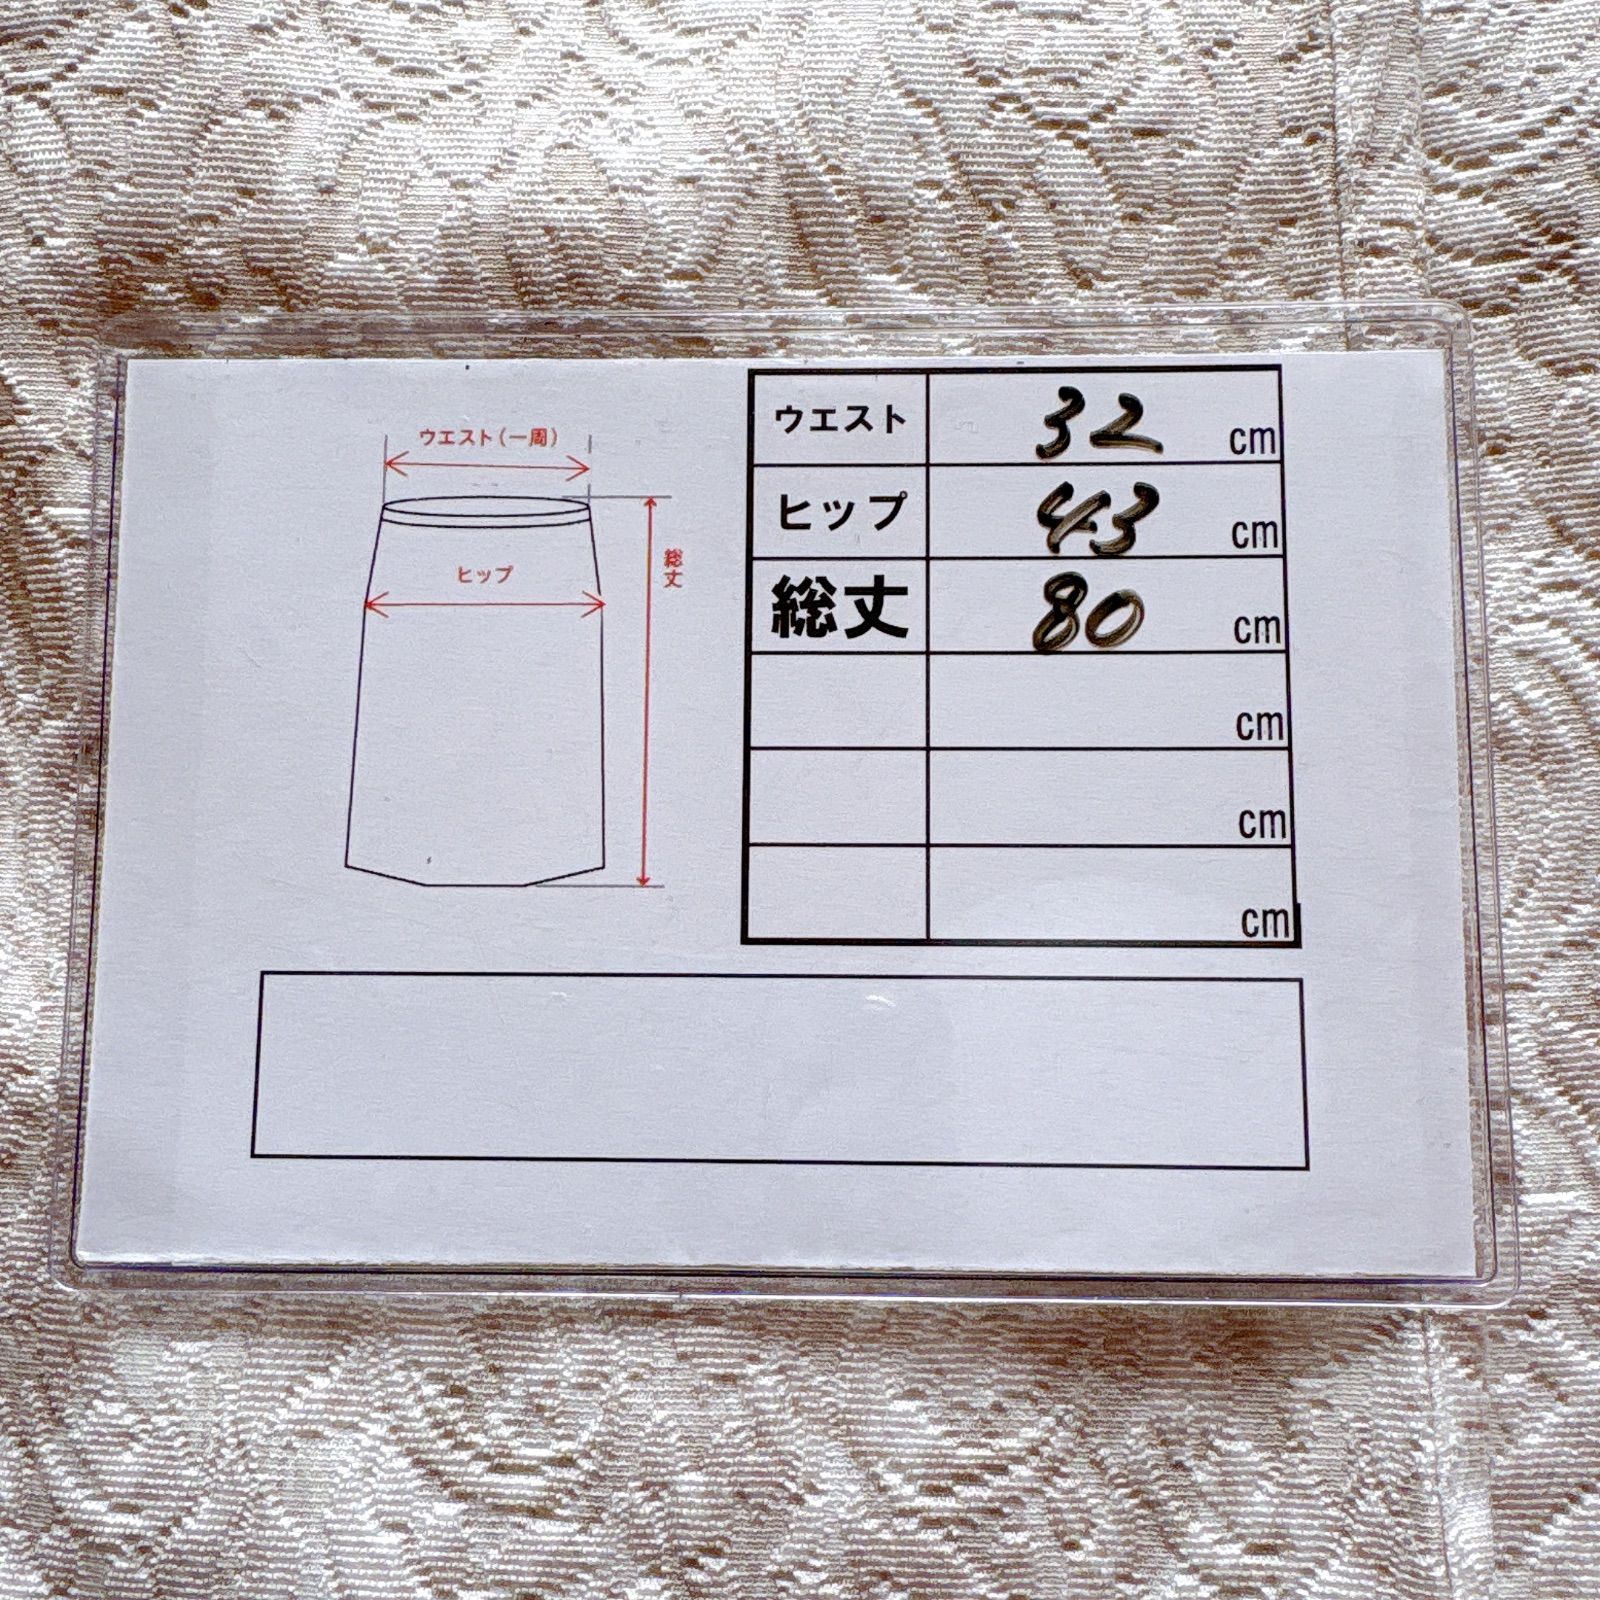 ウエスト(一周)
ヒップ
総丈
ウエスト 32 cm
ヒップ 43 cm
総丈 80 cm
cm
cm
cm